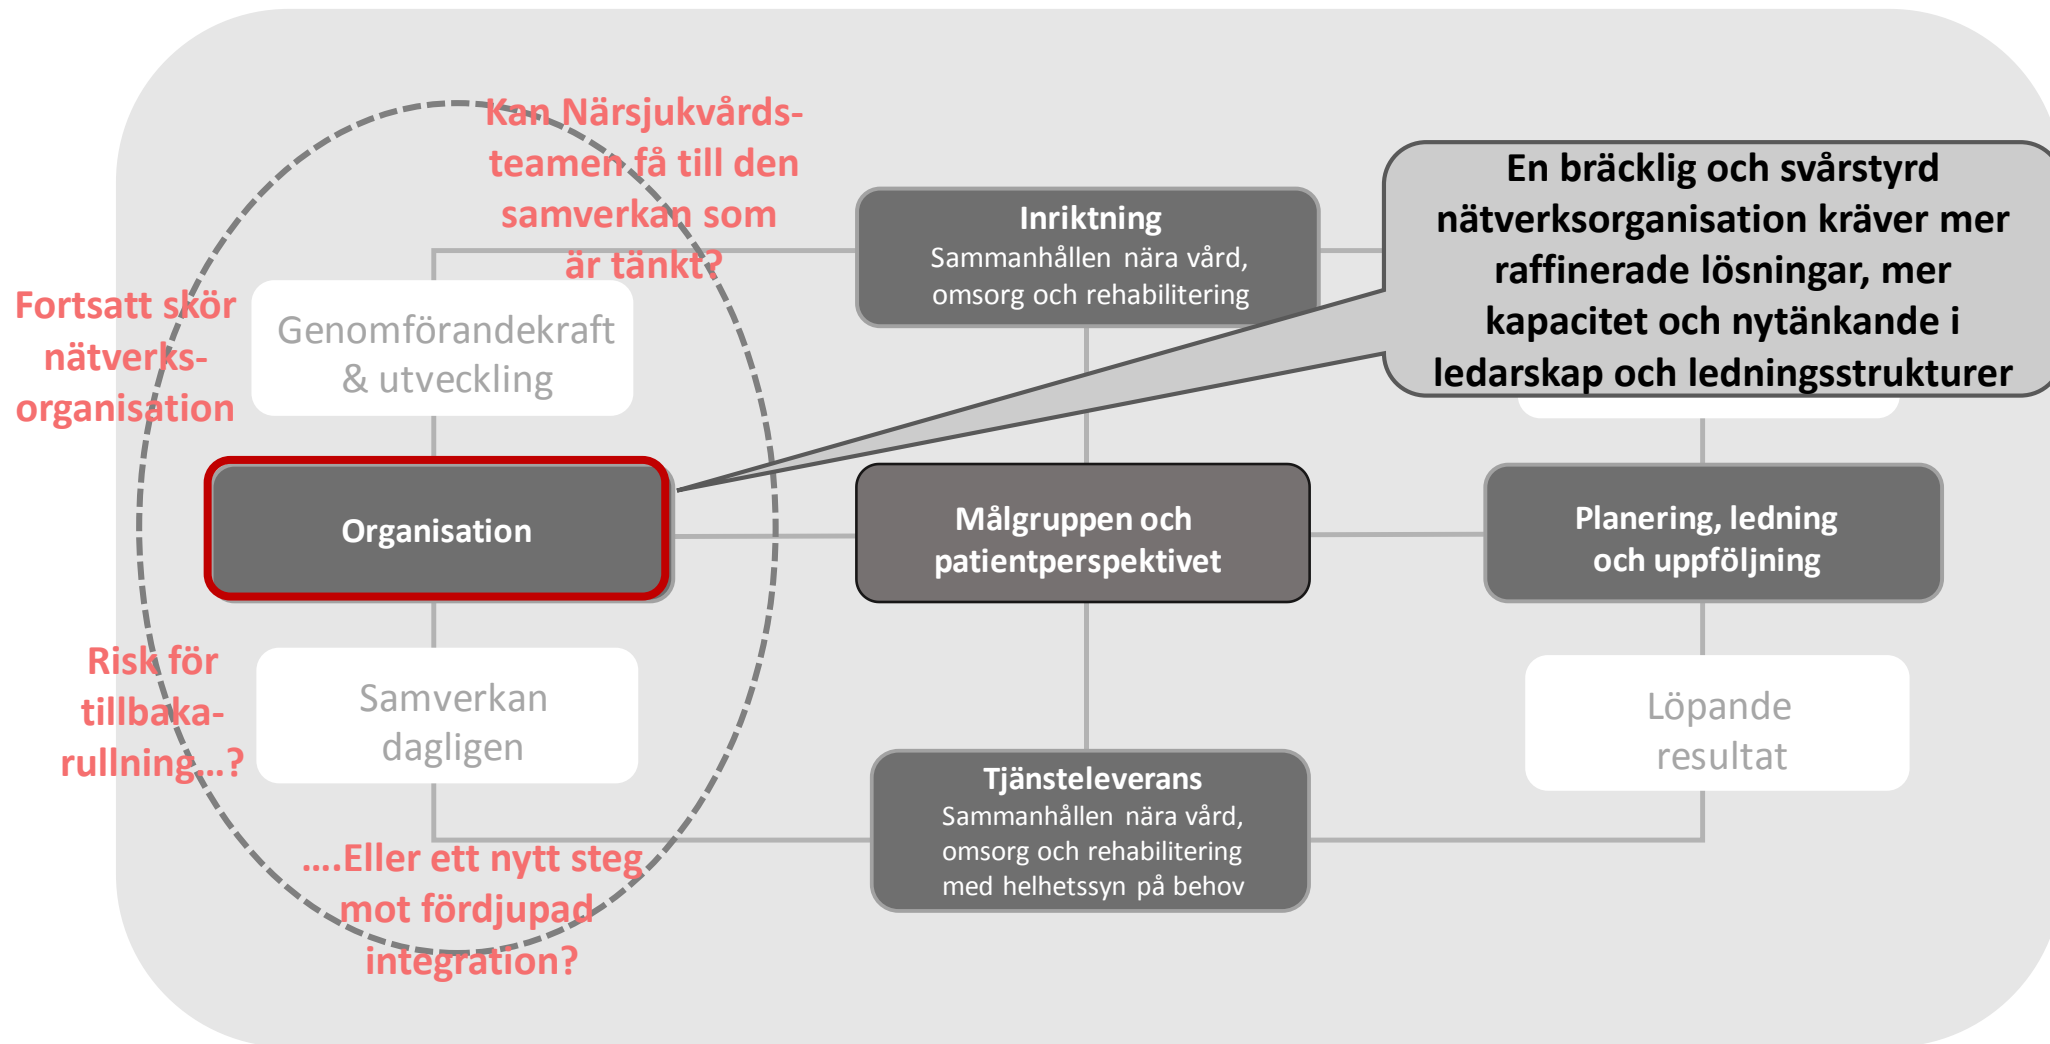 Kan Närsjukvårds-
teamen få till den
samverkan som
är tänkt?
Fortsatt skör
nätverks-
organisation
Risk för
tillbaka-
rullning...?
....Eller ett nytt steg
mot fördjupad
integration?
Genomförandekraft
& utveckling
Organisation
Samverkan
dagligen
Inriktning
Sammanhållen nära vård,
omsorg och rehabilitering
Målgruppen och
patientperspektivet
Tjänsteleverans
Sammanhållen nära vård,
omsorg och rehabilitering
med helhetssyn på behov
En bräcklig och svårstyrd
nätverksorganisation kräver mer
raffinerade lösningar, mer
kapacitet och nytänkande i
ledarskap och ledningsstrukturer
Planering, ledning
och uppföljning
Löpande
resultat